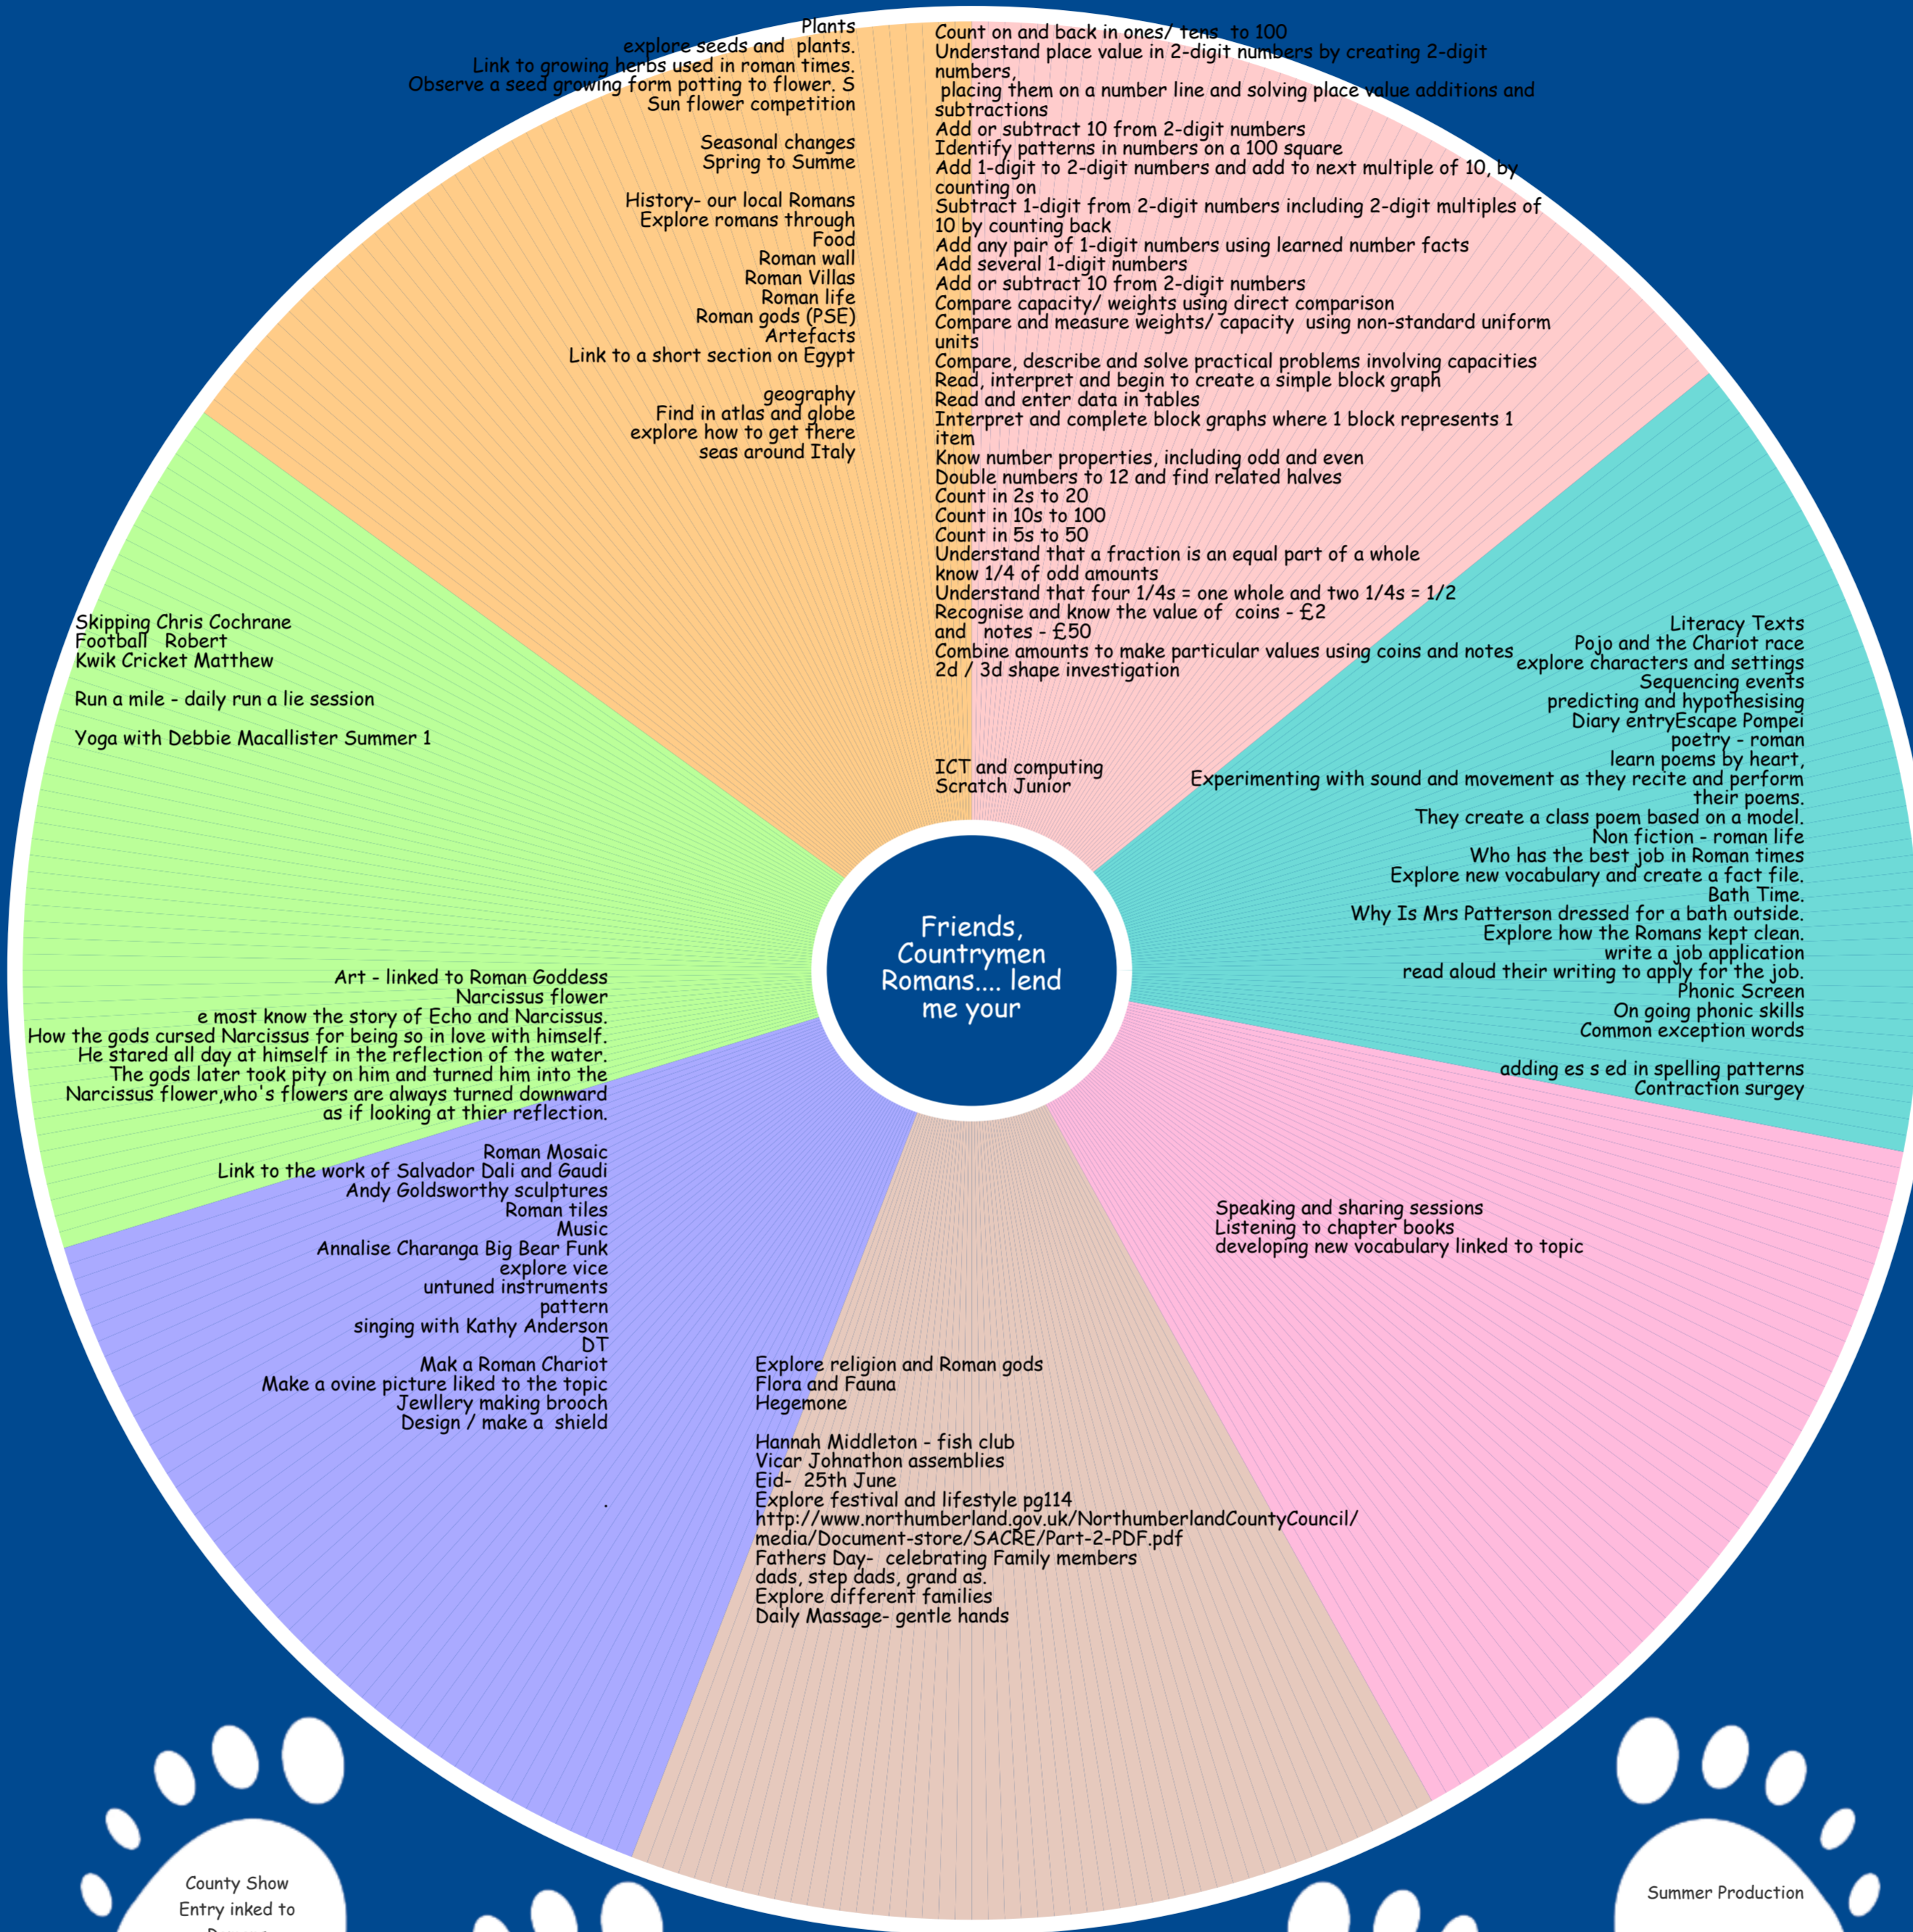 Plants
explore seeds and  plants.
Link to growing herbs used in roman times.
Observe a seed growing form potting to flower. S
Sun flower competition
Seasonal changes
Spring to Summe
History- our local Romans
Explore romans through
Food
Roman wall
Roman Villas
Roman life
Roman gods (PSE)
Artefacts
Link to a short section on Egypt
geography
Find in atlas and globe
explore how to get there
seas around Italy
Count on and back in ones/ tens  to 100
Understand place value in 2-digit numbers by creating 2-digit
numbers,
placing them on a number line and solving place value additions and
subtractions
Add or subtract 10 from 2-digit numbers
Identify patterns in numbers on a 100 square
Add 1-digit to 2-digit numbers and add to next multiple of 10, by
counting on
Subtract 1-digit from 2-digit numbers including 2-digit multiples of
10 by counting back
Add any pair of 1-digit numbers using learned number facts
Add several 1-digit numbers
Add or subtract 10 from 2-digit numbers
Compare capacity/ weights using direct comparison
Compare and measure weights/ capacity  using non-standard uniform
units
Compare, describe and solve practical problems involving capacities
Read, interpret and begin to create a simple block graph
Read and enter data in tables
Interpret and complete block graphs where 1 block represents 1
item
Know number properties, including odd and even
Double numbers to 12 and find related halves
Count in 2s to 20
Count in 10s to 100
Count in 5s to 50
Understand that a fraction is an equal part of a whole
know 1/4 of odd amounts
Understand that four 1/4s = one whole and two 1/4s = 1/2
Recognise and know the value of  coins - £2
and   notes - £50
Combine amounts to make particular values using coins and notes
2d / 3d shape investigation
ICT and computing
Scratch Junior
Skipping Chris Cochrane
Football   Robert
Kwik Cricket Matthew
Run a mile - daily run a lie session
Yoga with Debbie Macallister Summer 1
Literacy Texts
Pojo and the Chariot race
explore characters and settings
Sequencing events
predicting and hypothesising
Diary entryEscape Pompei
poetry - roman
learn poems by heart,
Experimenting with sound and movement as they recite and perform
their poems.
They create a class poem based on a model.
Non fiction - roman life
Who has the best job in Roman times
Explore new vocabulary and create a fact file.
Bath Time.
Why Is Mrs Patterson dressed for a bath outside.
Explore how the Romans kept clean.
write a job application
read aloud their writing to apply for the job.
Phonic Screen
On going phonic skills
Common exception words
adding es s ed in spelling patterns
Contraction surgey
Friends,
Countrymen
Romans.... lend
me your
Art - linked to Roman Goddess
Narcissus flower
e most know the story of Echo and Narcissus.
How the gods cursed Narcissus for being so in love with himself.
He stared all day at himself in the reflection of the water.
The gods later took pity on him and turned him into the
Narcissus flower,who's flowers are always turned downward
as if looking at thier reflection.
Roman Mosaic
Link to the work of Salvador Dali and Gaudi
Andy Goldsworthy sculptures
Roman tiles
Music
Annalise Charanga Big Bear Funk
explore vice
untuned instruments
pattern
singing with Kathy Anderson
DT
Mak a Roman Chariot
Make a ovine picture liked to the topic
Jewllery making brooch
Design / make a  shield
.
Speaking and sharing sessions
Listening to chapter books
developing new vocabulary linked to topic
Explore religion and Roman gods
Flora and Fauna
Hegemone
Hannah Middleton - fish club
Vicar Johnathon assemblies
Eid-  25th June
Explore festival and lifestyle pg114
http://www.northumberland.gov.uk/NorthumberlandCountyCouncil/
media/Document-store/SACRE/Part-2-PDF.pdf
Fathers Day-  celebrating Family members
dads, step dads, grand as.
Explore different families
Daily Massage- gentle hands
County Show
Entry inked to
Summer Production